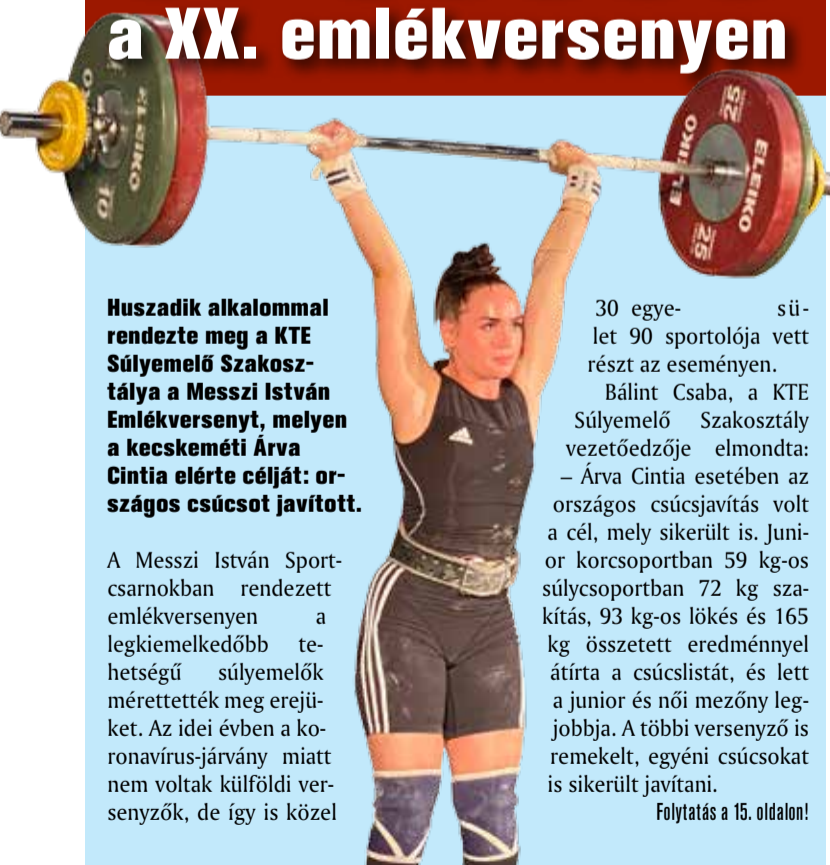 a XX. emlékversenyen
ELEIKO
10
25
ELEIKO
25
Huszadik alkalommal
rendezte meg a KTE
Súlyemelő Szakosz-
tálya a Messzi István
Emlékversenyt, melyen
a kecskeméti Árva
Cintia elérte célját: or-
szágos csúcsot javított.
A Messzi István Sport-
csarnokban rendezett
emlékversenyen a
legkiemelkedőbb te-
hetségű súlyemelők
mérettették meg erejü-
ket. Az idei évben a ko-
ronavírus-járvány miatt
nem voltak külföldi ver-
senyzők, de így is közel
30 egye- sü-
let 90 sportolója vett
részt az eseményen.
Bálint Csaba, a KTE
Súlyemelő Szakosztály
vezetőedzője elmondta:
– Árva Cintia esetében az
országos csúcsjavítás volt
a cél, mely sikerült is. Juni-
or korcsoportban 59 kg-os
súlycsoportban 72 kg sza-
kítás, 93 kg-os lökés és 165
kg összetett eredménnyel
átírta a csúcslistát, és lett
a junior és női mezőny leg-
jobbja. A többi versenyző is
remekelt, egyéni csúcsokat
is sikerült javítani.
Folytatás a 15. oldalon!